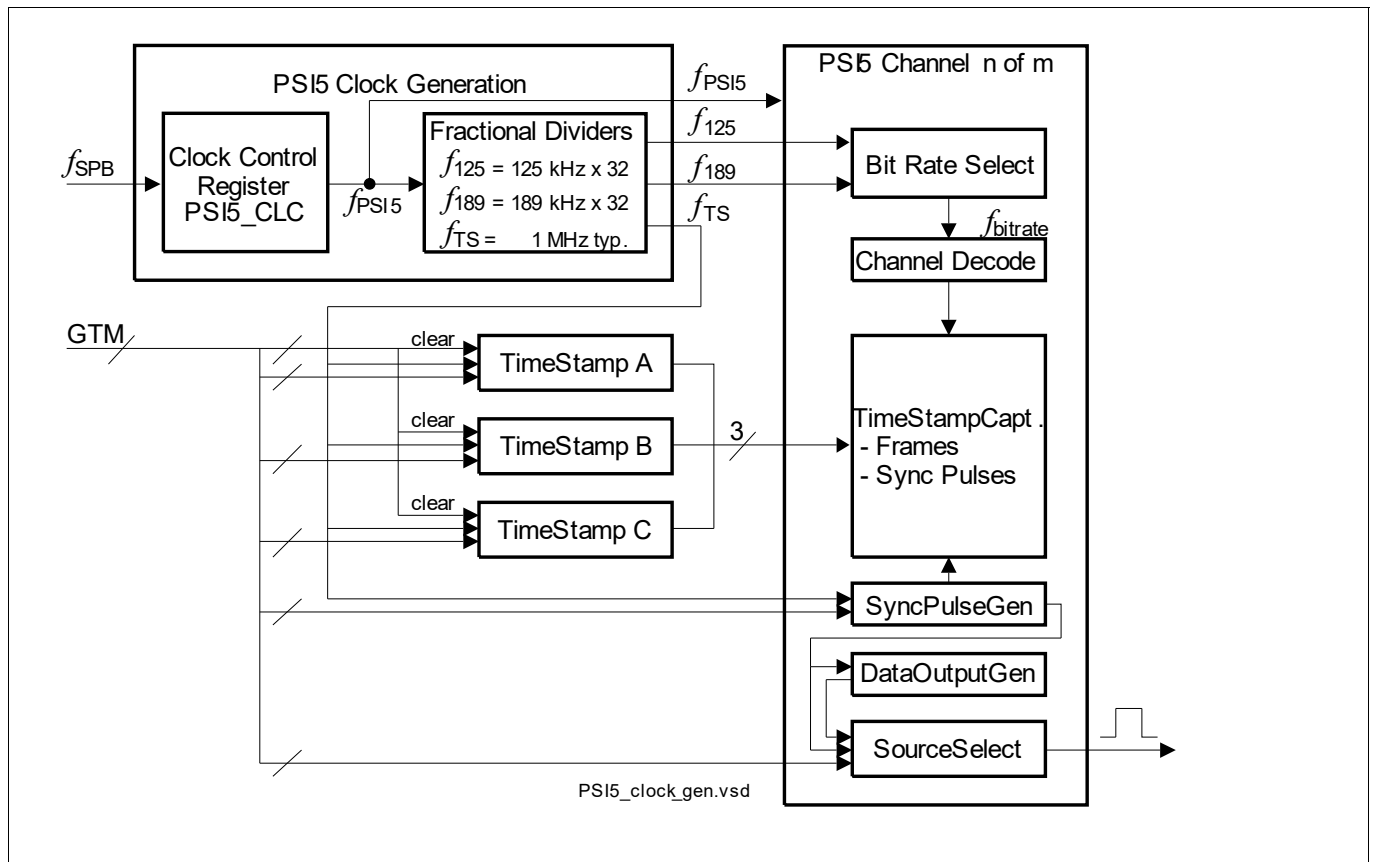 PSI5 Clock Generation
Clock Control
Register
PSI5_CLC
fSPB
fPSI5
Fractional Dividers
f125 = 125 kHz x 32
f189 = 189 kHz x 32
fTS = 1 MHz typ.
fPSI5
f125
f189
fTS
PSI5 Channel n of m
Bit Rate Select
fbitrate
Channel Decode
GTM
clear
TimeStamp A
clear
TimeStamp B
clear
TimeStamp C
3
TimeStampCapt.
- Frames
- Sync Pulses
SyncPulseGen
DataOutputGen
SourceSelect
PSI5_clock_gen.vsd